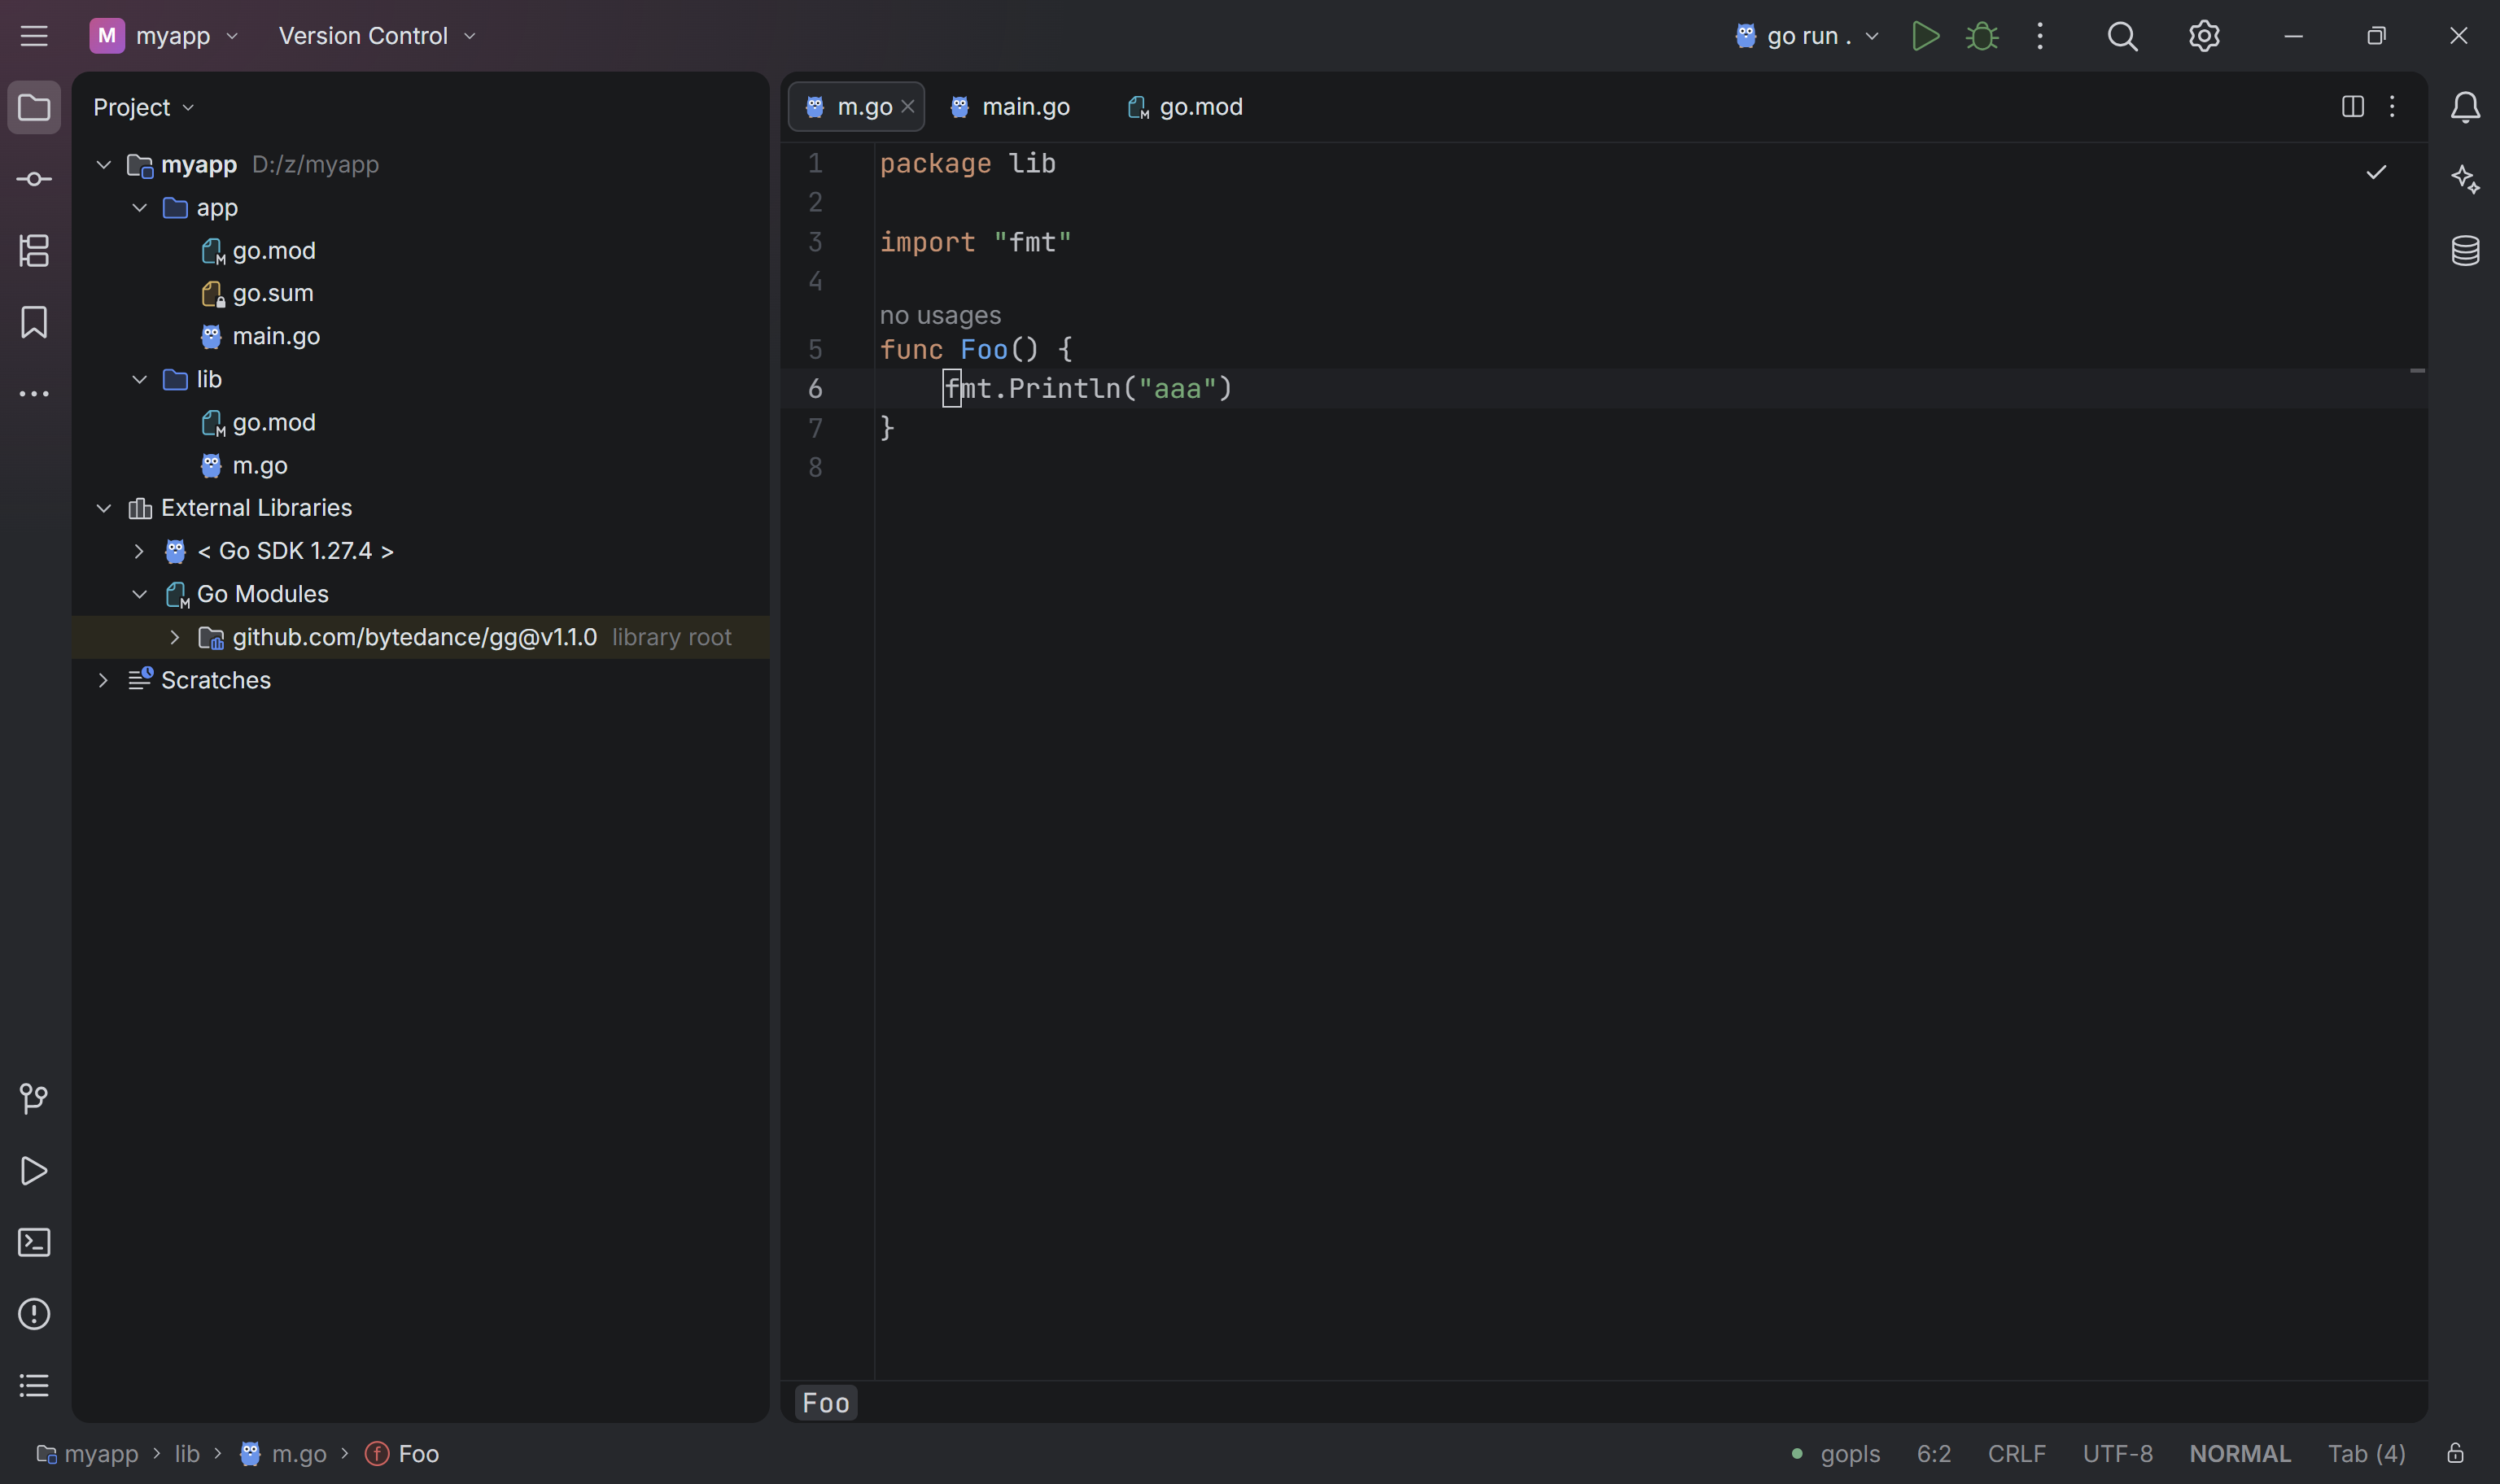 M myapp Version Control go run .
Project
myapp D:/z/myapp
app
go.mod
go.sum
main.go
lib
go.mod
m.go
External Libraries
< Go SDK 1.27.4 >
Go Modules
github.com/bytedance/gg@v1.1.0 library root
Scratches
m.go main.go go.mod
1 package lib
2
3 import "fmt"
4
no usages
5 func Foo() {
6 fmt.Println("aaa")
7 }
8
Foo
myapp > lib > m.go > f Foo
gopls 6:2 CRLF UTF-8 NORMAL Tab (4)